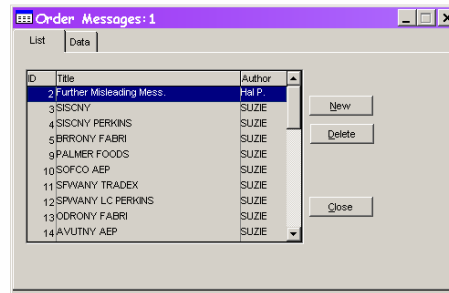 Order Messages:1
List Data
ID Title Author
2 Further Misleading Mess. Hal P.
3 SISCNY SUZIE
4 SISCNY PERKINS SUZIE
5 BRRONY FABRI SUZIE
9 PALMER FOODS SUZIE
10 SOFCO AEP SUZIE
11 SFWANY TRADEX SUZIE
12 SPWANY LC PERKINS SUZIE
13 ODRONY FABRI SUZIE
14 AVUTNY AEP SUZIE
New
Delete
Close